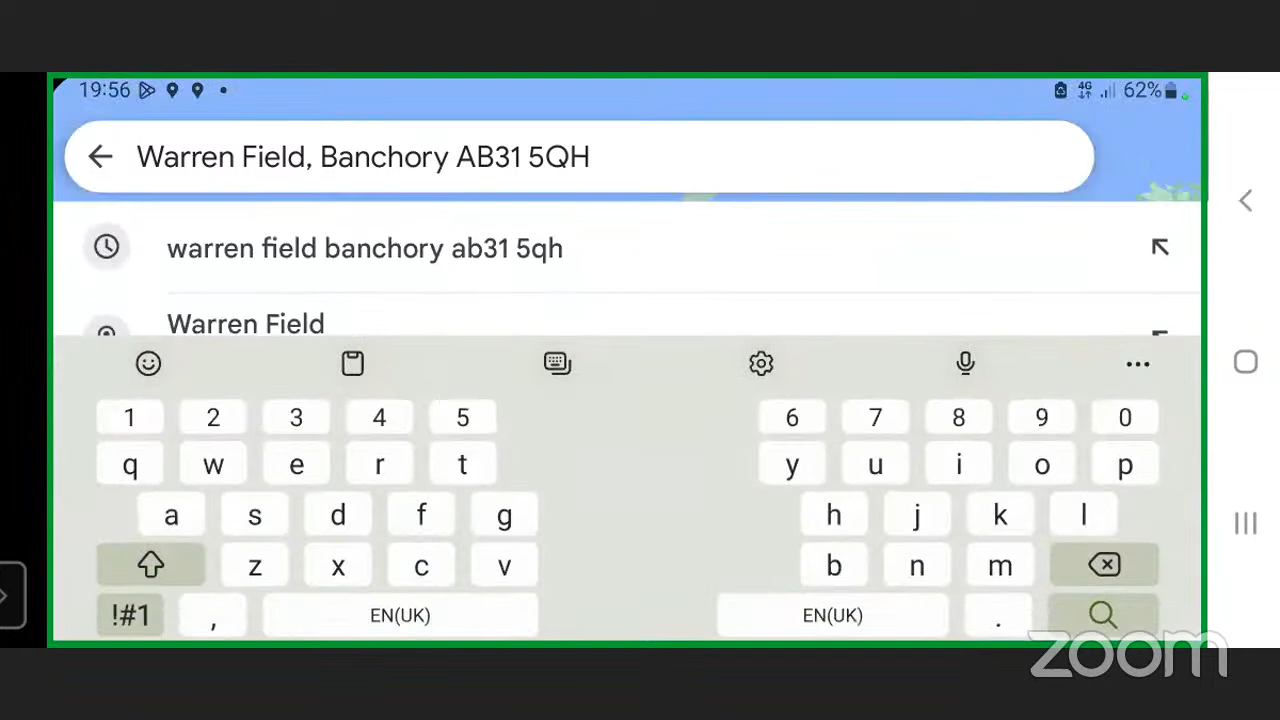 19:56 4G 62%
Warren Field, Banchory AB31 5QH
warren field banchory ab31 5qh
Warren Field
1 2 3 4 5 6 7 8 9 0
q w e r t y u i o p
a s d f g h j k l
z x c v b n m
!#1 , EN(UK) EN(UK) .
zoom